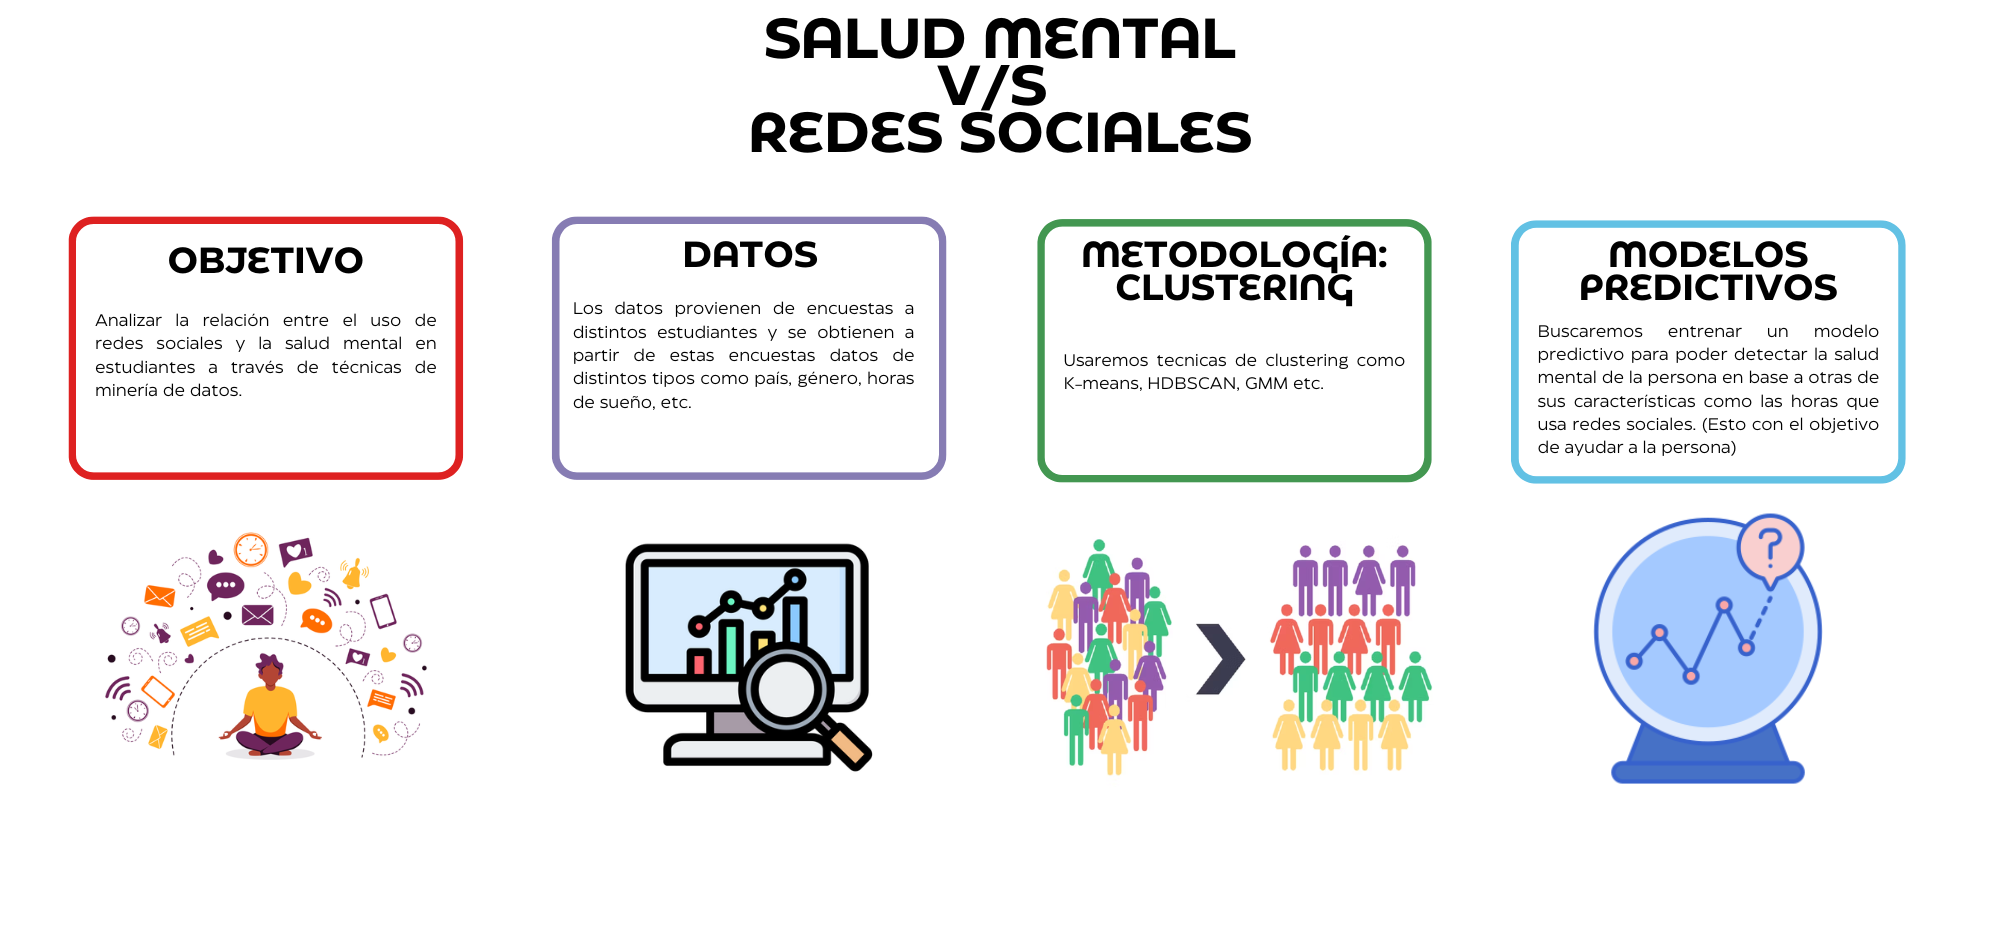 SALUD MENTAL
V/S
REDES SOCIALES
OBJETIVO
Analizar la relación entre el uso de
redes sociales y la salud mental en
estudiantes a través de técnicas de
minería de datos.
DATOS
Los datos provienen de encuestas a
distintos estudiantes y se obtienen a
partir de estas encuestas datos de
distintos tipos como país, género, horas
de sueño, etc.
METODOLOGÍA:
CLUSTERING
Usaremos tecnicas de clustering como
K-means, HDBSCAN, GMM etc.
MODELOS
PREDICTIVOS
Buscaremos entrenar un modelo
predictivo para poder detectar la salud
mental de la persona en base a otras de
sus características como las horas que
usa redes sociales. (Esto con el objetivo
de ayudar a la persona)
?